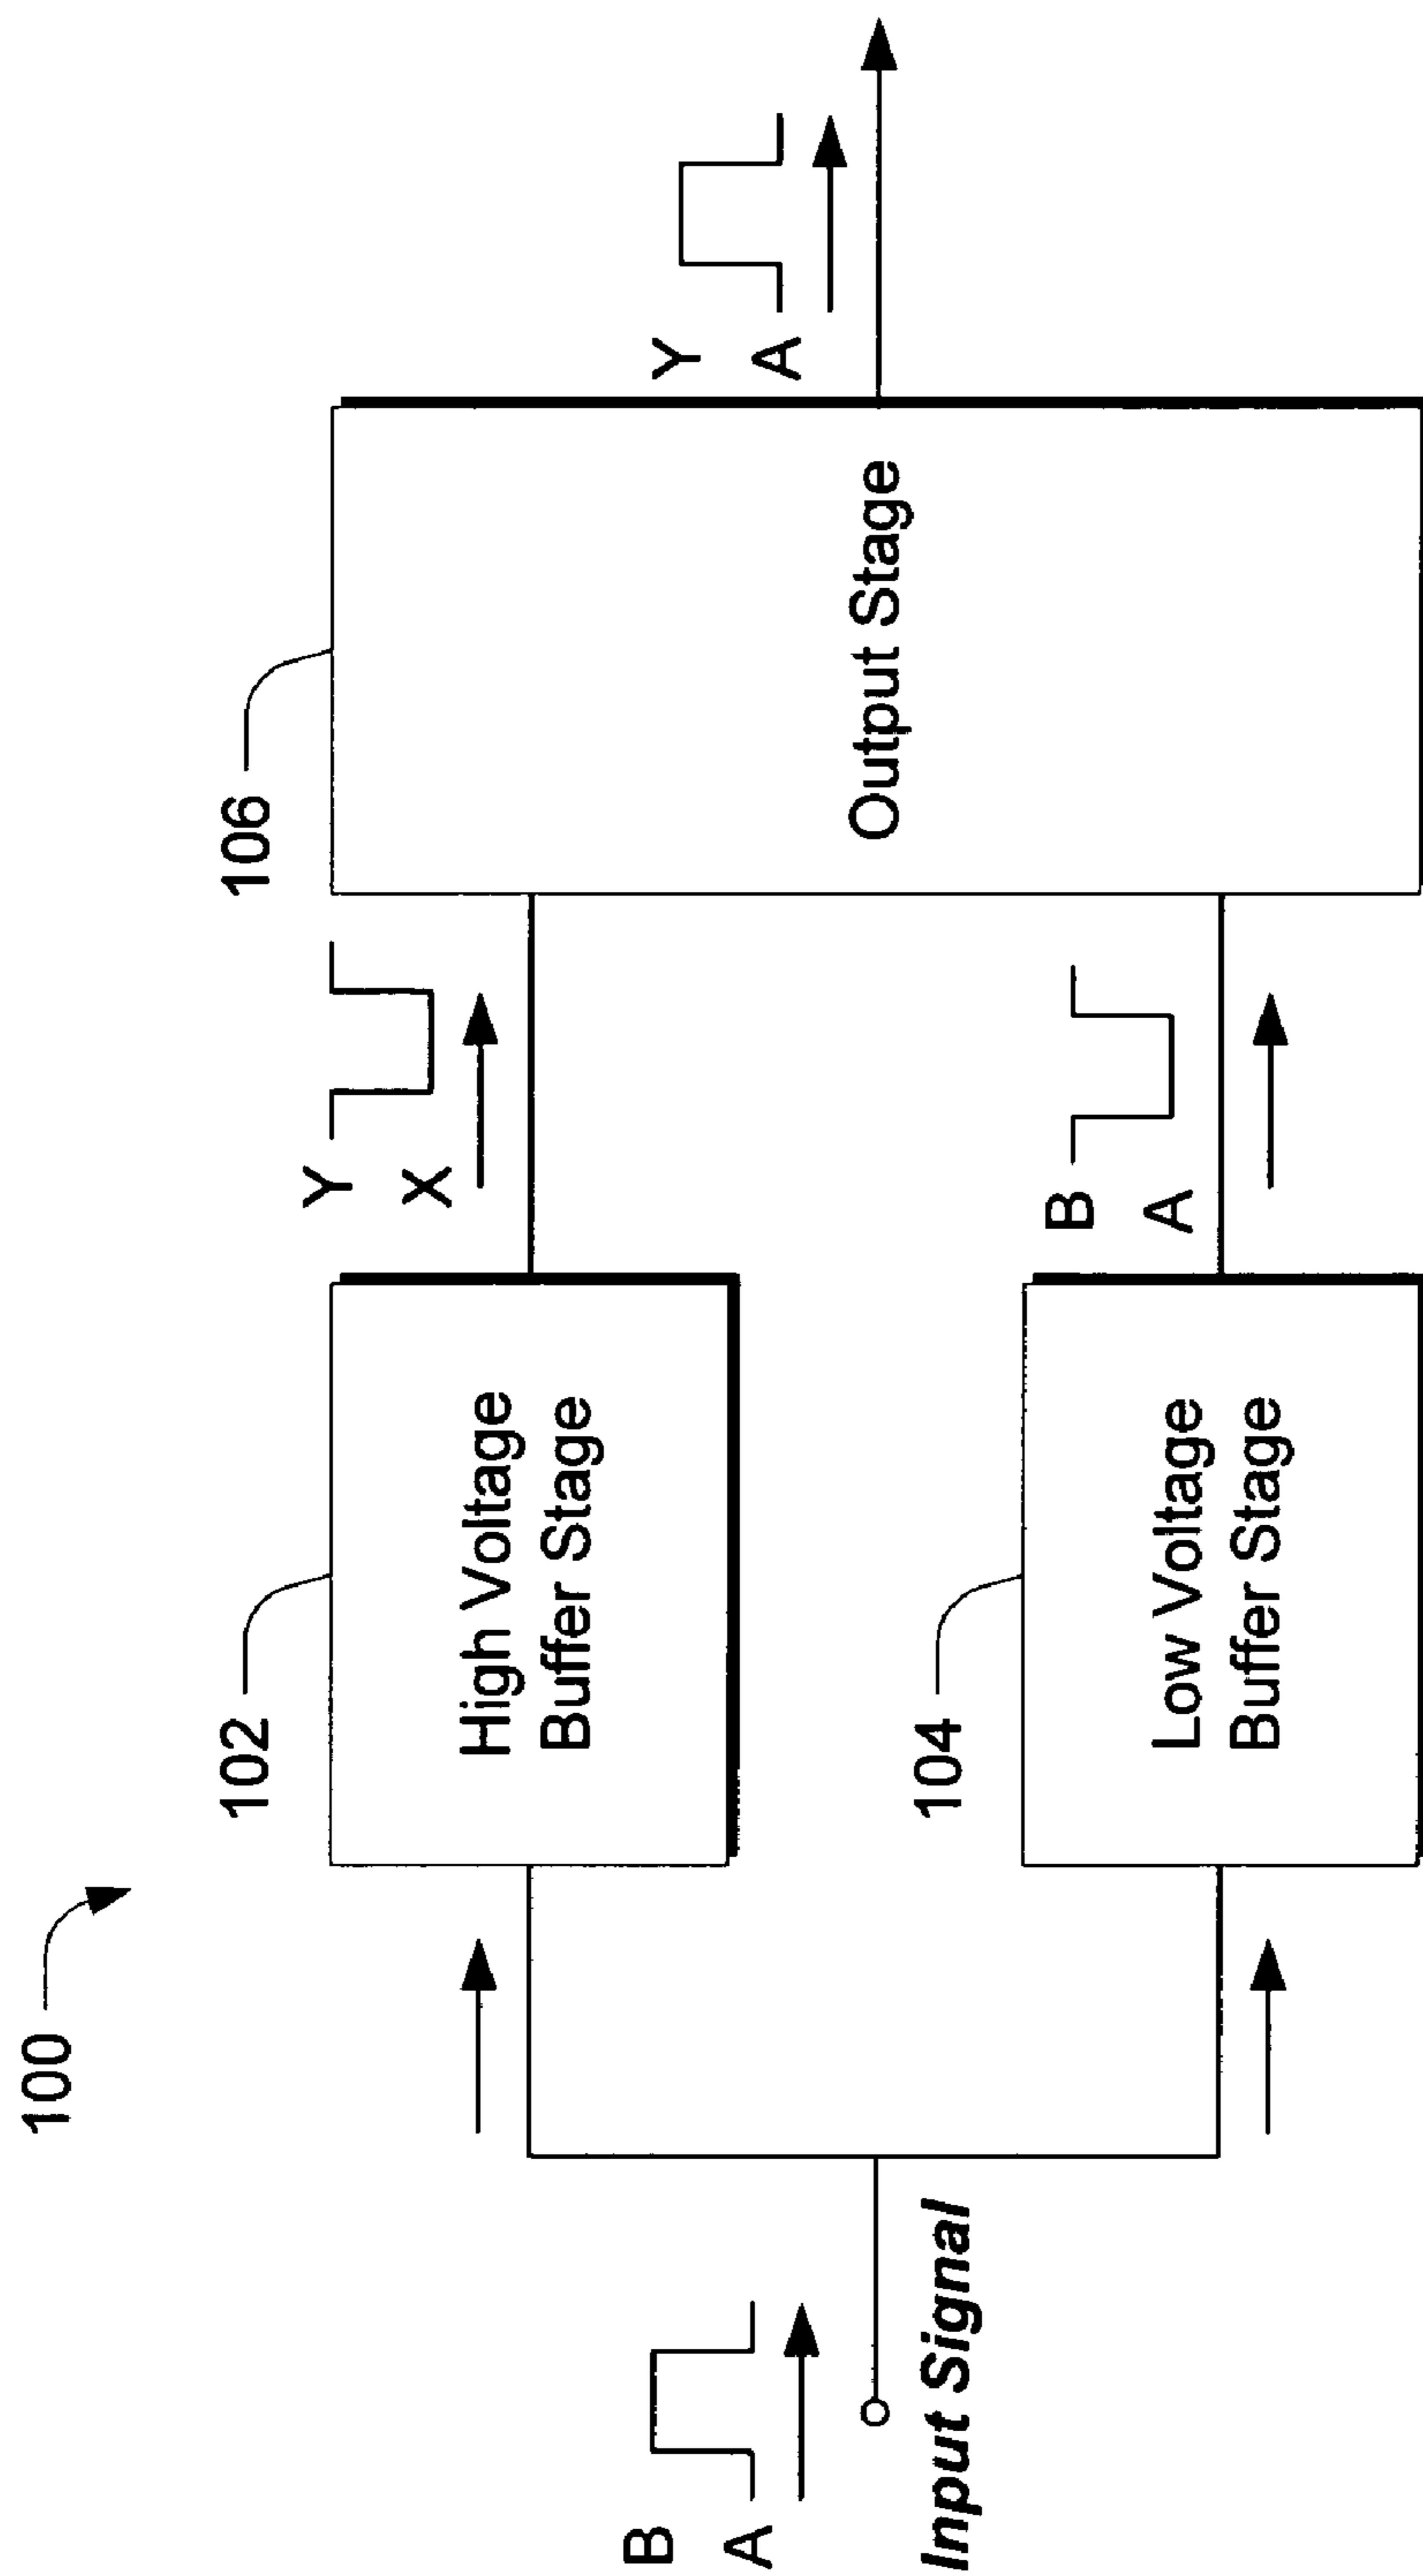 100
102
High Voltage
Buffer Stage
104
Low Voltage
Buffer Stage
106
Output Stage
B
A
Input Signal
Y
X
B
A
Y
A